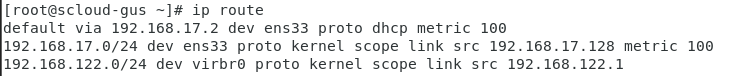 [root@scloud-gus ~]# ip route
default via 192.168.17.2 dev ens33 proto dhcp metric 100
192.168.17.0/24 dev ens33 proto kernel scope link src 192.168.17.128 metric 100
192.168.122.0/24 dev virbr0 proto kernel scope link src 192.168.122.1